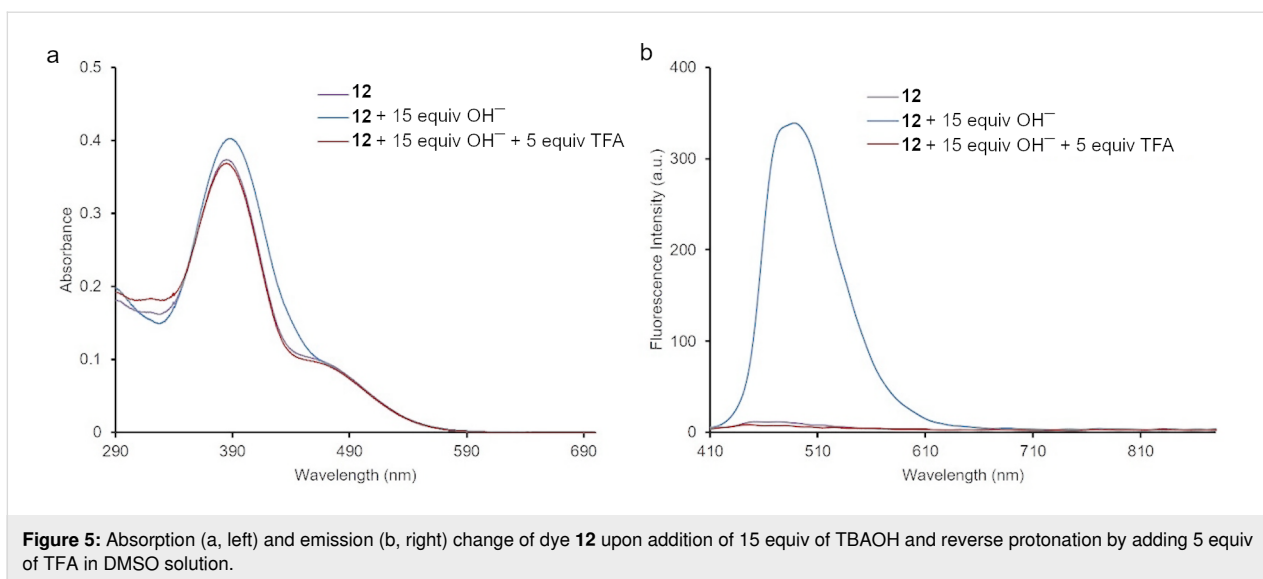 a
0.5
0.4
0.3
0.2
0.1
0
Absorbance
290 390 490 590 690
Wavelength (nm)
12
12 + 15 equiv OH⁻
12 + 15 equiv OH⁻ + 5 equiv TFA
b
400
300
200
100
0
Fluorescence Intensity (a.u.)
410 510 610 710 810
Wavelength (nm)
12
12 + 15 equiv OH⁻
12 + 15 equiv OH⁻ + 5 equiv TFA
Figure 5: Absorption (a, left) and emission (b, right) change of dye 12 upon addition of 15 equiv of TBAOH and reverse protonation by adding 5 equiv
of TFA in DMSO solution.